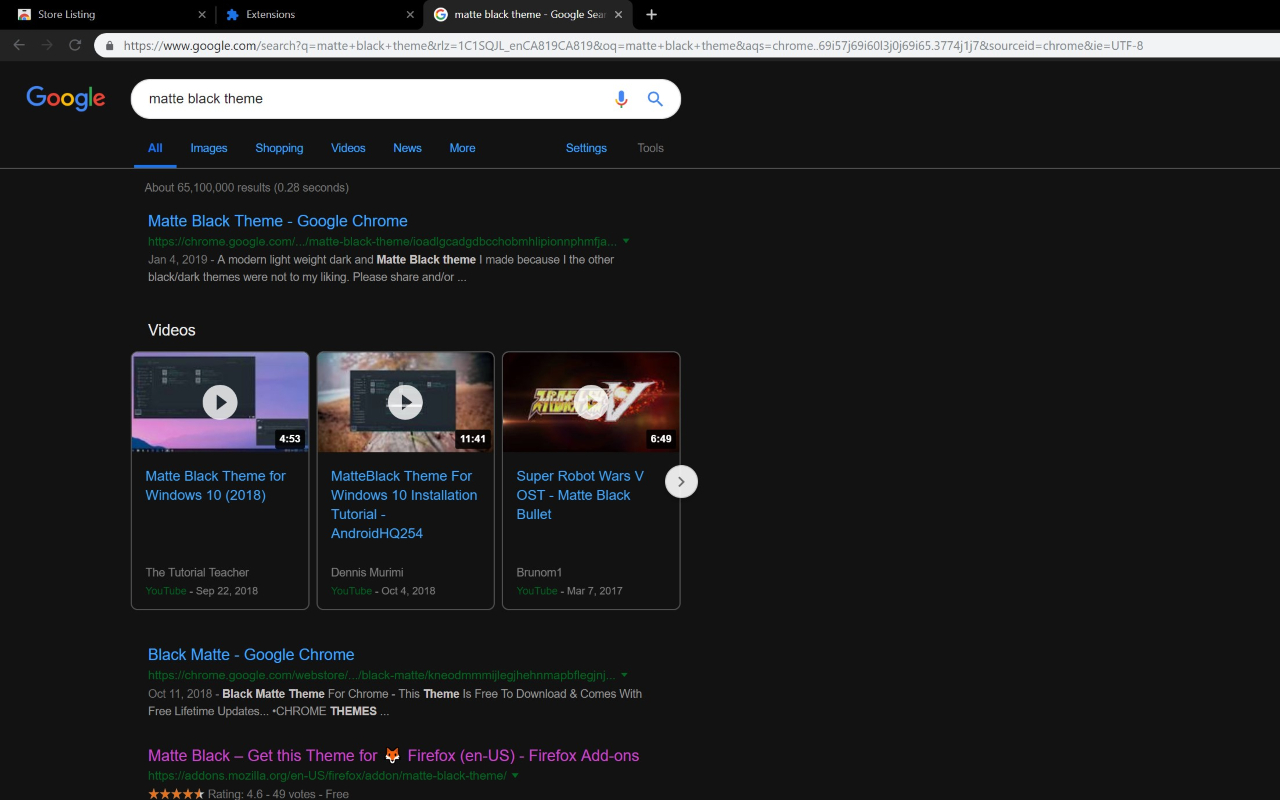 Store Listing
Extensions
matte black theme - Google Sear
https://www.google.com/search?q=matte+black+theme&rlz=1C1SQJL_enCA819CA819&oq=matte+black+theme&aqs=chrome..69i57j69i60l3j0j69i65.3774j1j7&sourceid=chrome&ie=UTF-8
Google
matte black theme
All Images Shopping Videos News More Settings Tools
About 65,100,000 results (0.28 seconds)
Matte Black Theme - Google Chrome
https://chrome.google.com/.../matte-black-theme/ioadlgcadgdbcchobmhlipionnphmfja...
Jan 4, 2019 - A modern light weight dark and Matte Black theme I made because I the other
black/dark themes were not to my liking. Please share and/or ...
Videos
4:53
Matte Black Theme for
Windows 10 (2018)
The Tutorial Teacher
YouTube - Sep 22, 2018
11:41
MatteBlack Theme For
Windows 10 Installation
Tutorial -
AndroidHQ254
Dennis Murimi
YouTube - Oct 4, 2018
6:49
Super Robot Wars V
OST - Matte Black
Bullet
Brunom1
YouTube - Mar 7, 2017
Black Matte - Google Chrome
https://chrome.google.com/webstore/.../black-matte/kneodmmmijlegjhehnmapbflegjnj...
Oct 11, 2018 - Black Matte Theme For Chrome - This Theme Is Free To Download & Comes With
Free Lifetime Updates... •CHROME THEMES ...
Matte Black – Get this Theme for 🦊 Firefox (en-US) - Firefox Add-ons
https://addons.mozilla.org/en-US/firefox/addon/matte-black-theme/
Rating: 4.6 - 49 votes - Free